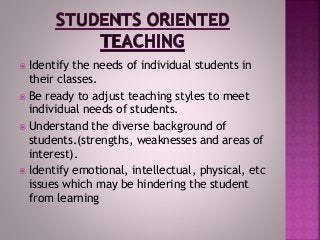 STUDENTS ORIENTED
TEACHING
Identify the needs of individual students in
their classes.
Be ready to adjust teaching styles to meet
individual needs of students.
Understand the diverse background of
students.(strengths, weaknesses and areas of
interest).
Identify emotional, intellectual, physical, etc
issues which may be hindering the student
from learning